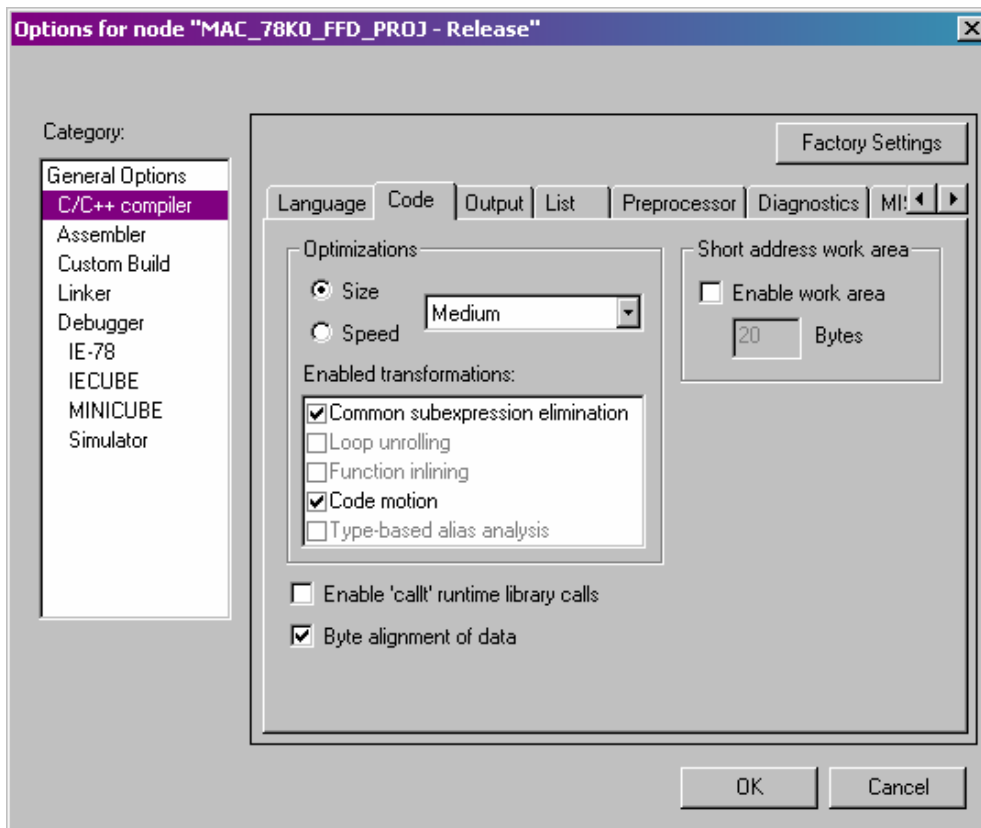 Options for node "MAC_78K0_FFD_PROJ - Release"
Category:
General Options
C/C++ compiler
Assembler
Custom Build
Linker
Debugger
IE-78
IECUBE
MINICUBE
Simulator
Factory Settings
Language Code Output List Preprocessor Diagnostics
Optimizations
Size
Speed
Medium
Enabled transformations:
Common subexpression elimination
Loop unrolling
Function inlining
Code motion
Type-based alias analysis
Enable 'callt' runtime library calls
Byte alignment of data
Short address work area
Enable work area
20 Bytes
OK Cancel